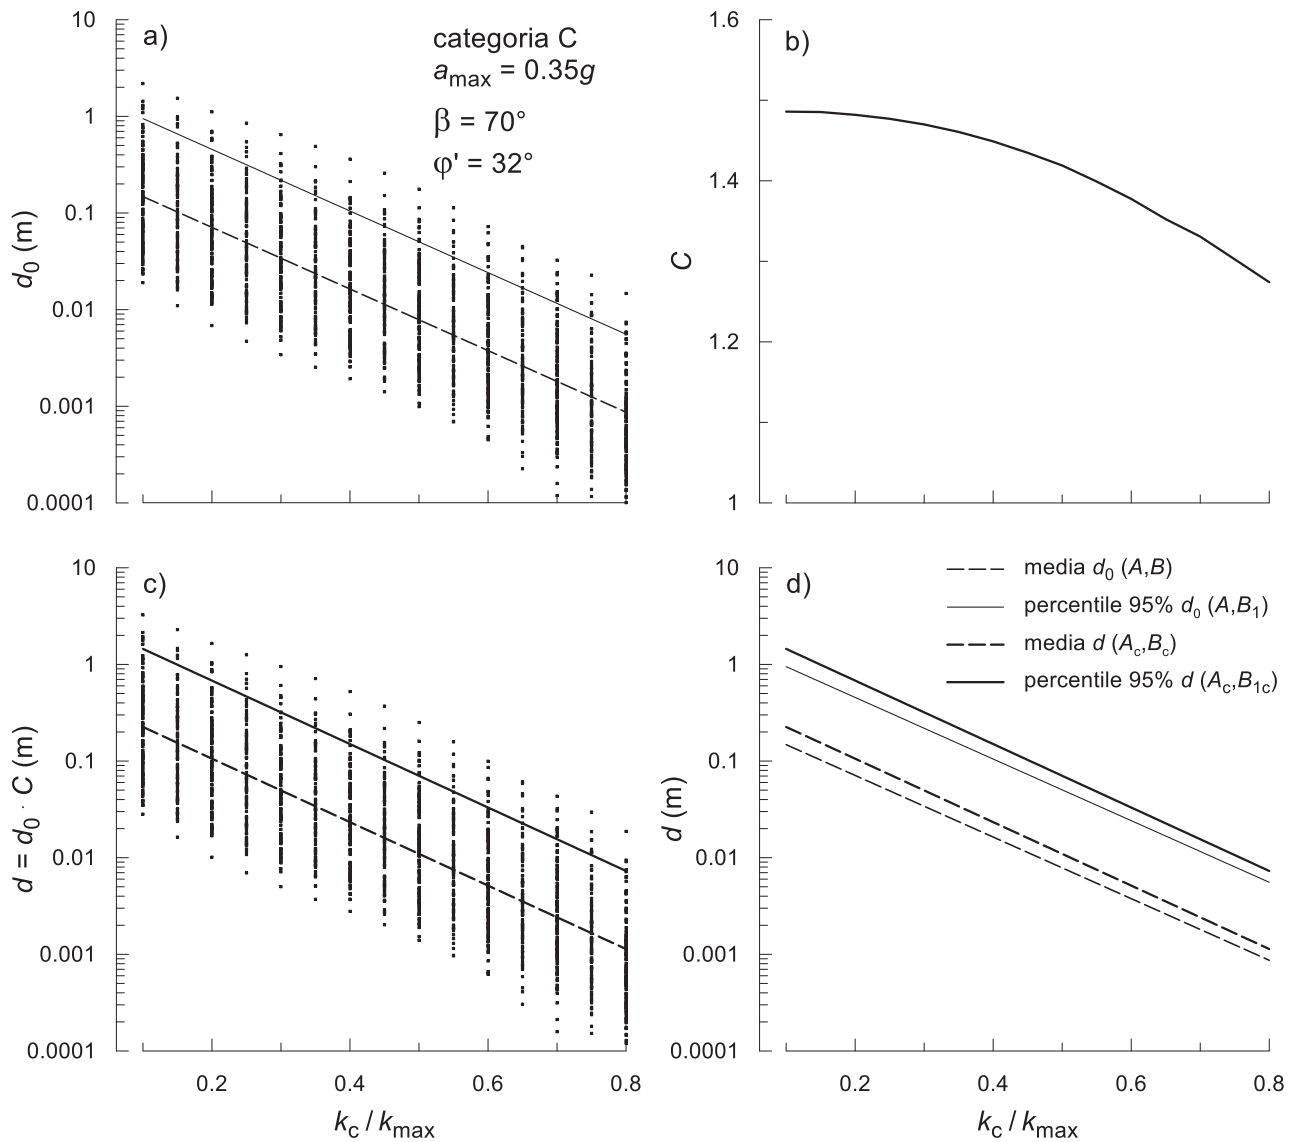 a)
categoria C
a_max = 0.35g
β = 70°
φ' = 32°
10
1
0.1
0.01
0.001
0.0001
d_0 (m)
b)
1.6
1.4
1.2
1
C
c)
10
1
0.1
0.01
0.001
0.0001
d = d_0 · C (m)
0.2
0.4
0.6
0.8
k_c / k_max
d)
media d_0 (A,B)
percentile 95% d_0 (A,B_1)
media d (A_c,B_c)
percentile 95% d (A_c,B_1c)
10
1
0.1
0.01
0.001
0.0001
d (m)
0.2
0.4
0.6
0.8
k_c / k_max